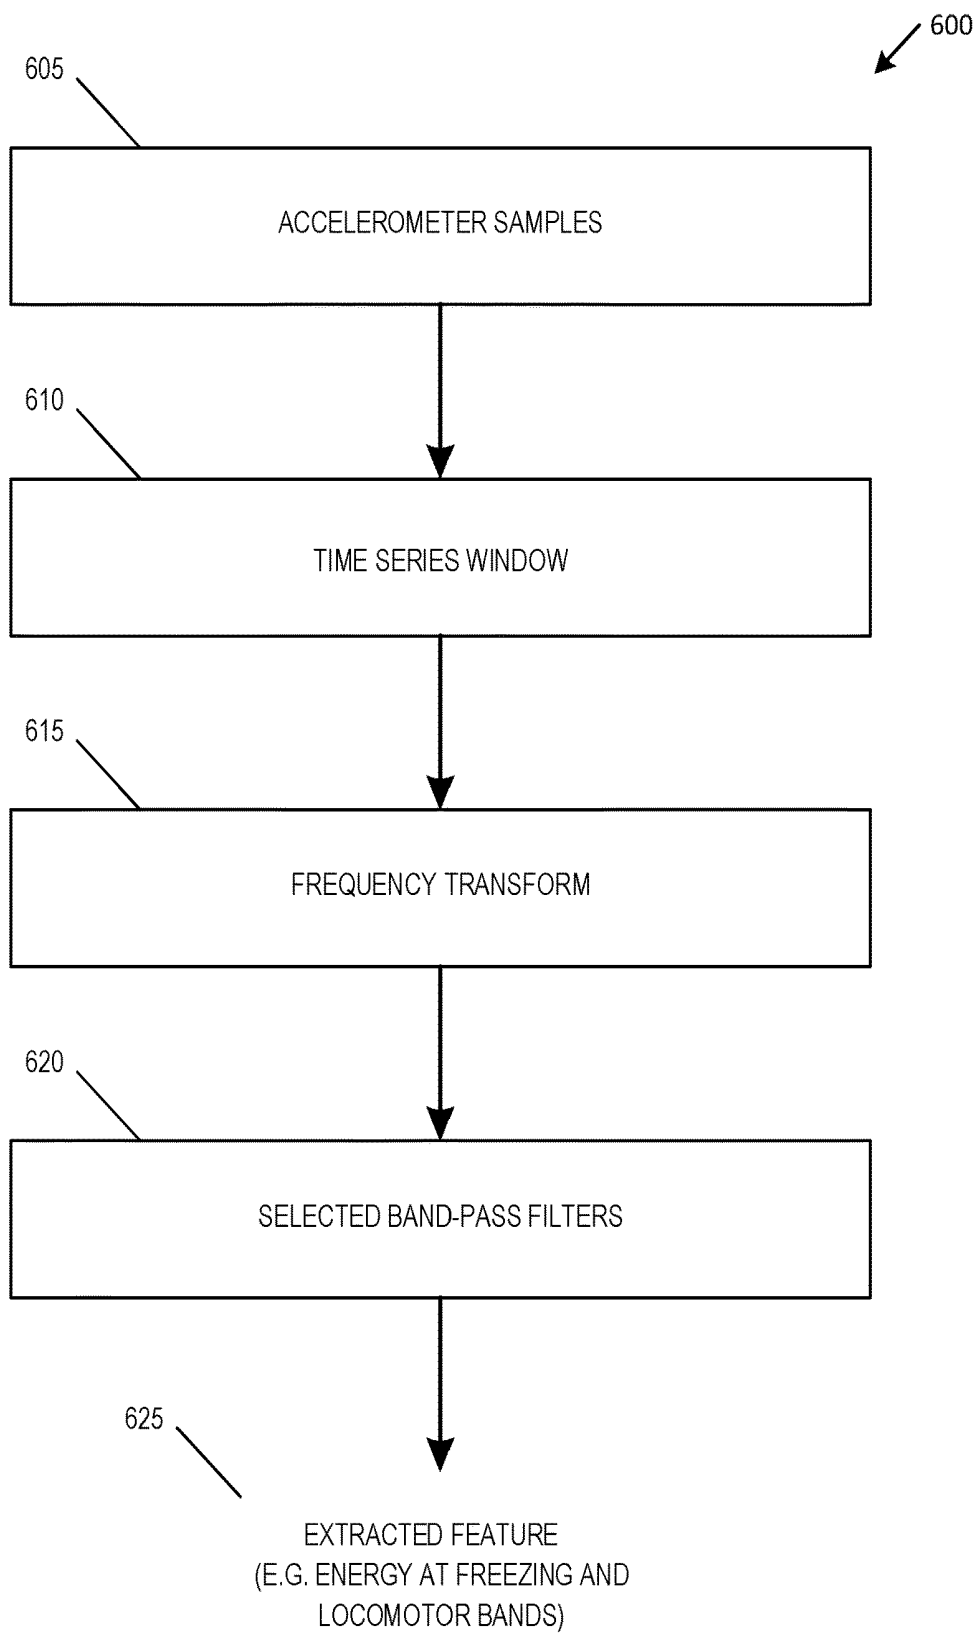 600
605
ACCELEROMETER SAMPLES
610
TIME SERIES WINDOW
615
FREQUENCY TRANSFORM
620
SELECTED BAND-PASS FILTERS
625
EXTRACTED FEATURE
(E.G. ENERGY AT FREEZING AND
LOCOMOTOR BANDS)